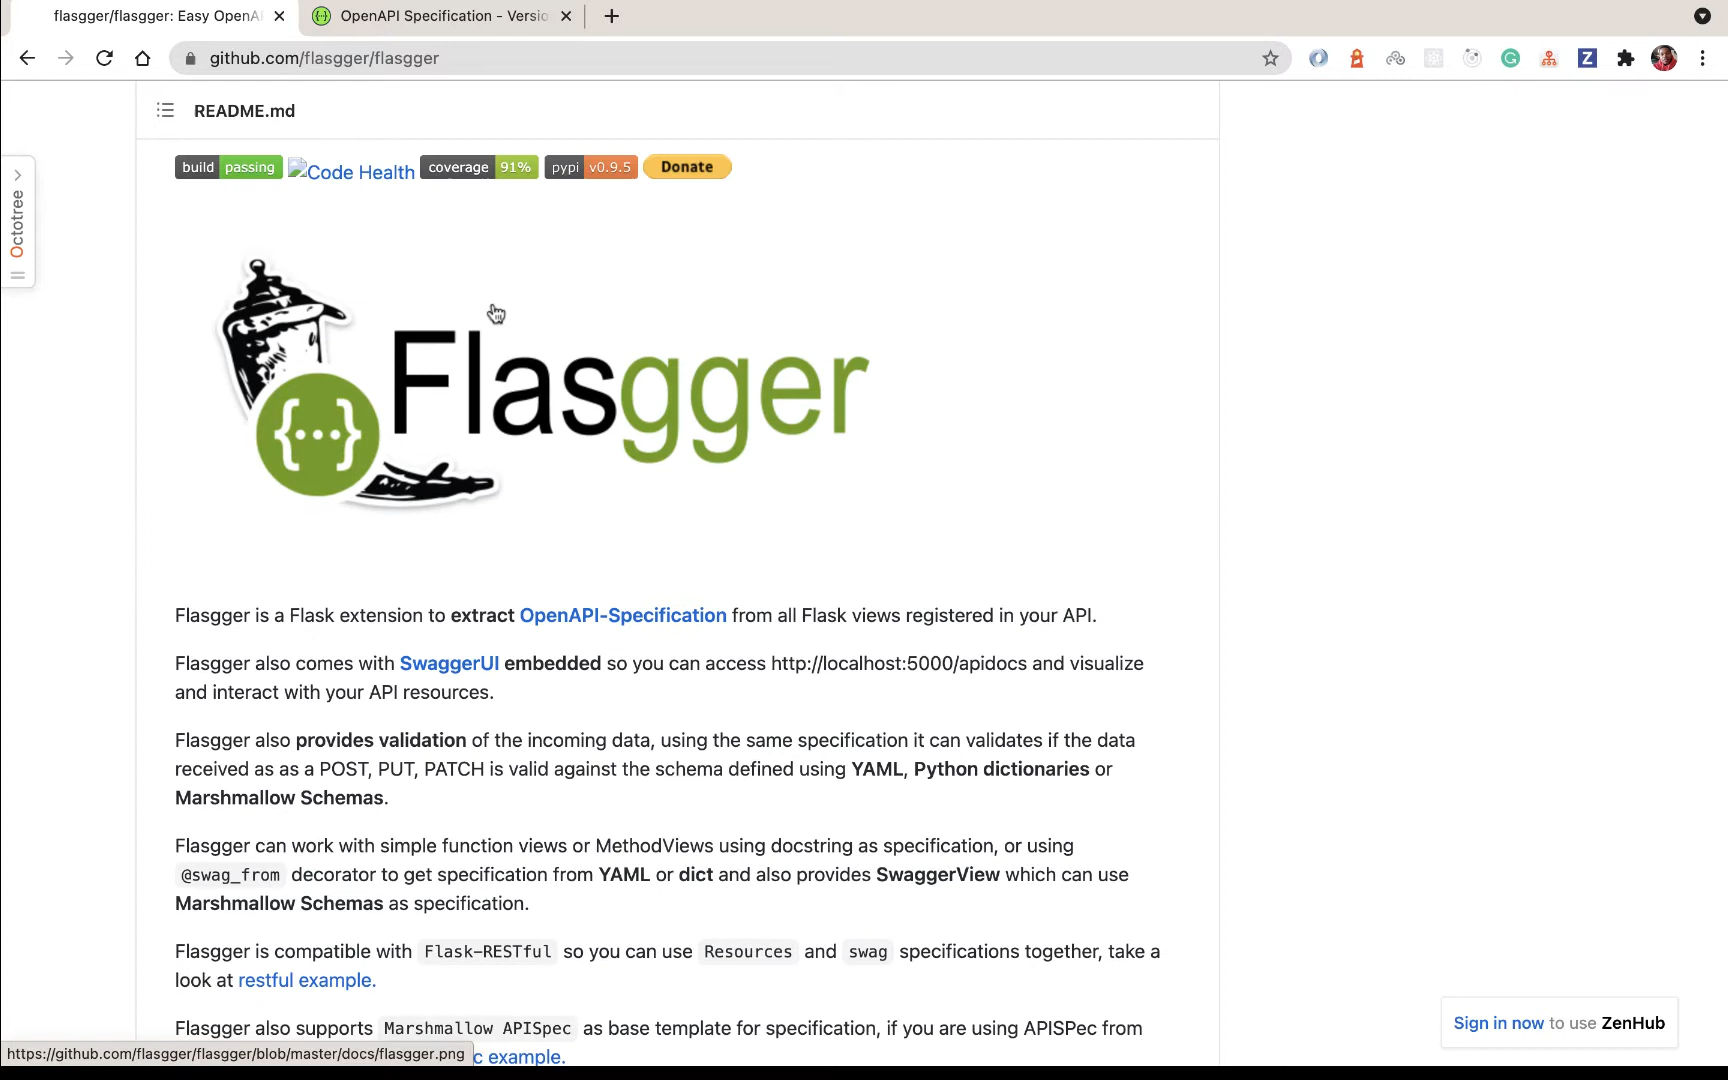 flasgger/flasgger: Easy OpenA
OpenAPI Specification - Versio
github.com/flasgger/flasgger
README.md
Octotree
build passing Code Health coverage 91% pypi v0.9.5 Donate
{...} Flasgger
Flasgger is a Flask extension to extract OpenAPI-Specification from all Flask views registered in your API.
Flasgger also comes with SwaggerUI embedded so you can access http://localhost:5000/apidocs and visualize
and interact with your API resources.
Flasgger also provides validation of the incoming data, using the same specification it can validates if the data
received as as a POST, PUT, PATCH is valid against the schema defined using YAML, Python dictionaries or
Marshmallow Schemas.
Flasgger can work with simple function views or MethodViews using docstring as specification, or using
@swag_from decorator to get specification from YAML or dict and also provides SwaggerView which can use
Marshmallow Schemas as specification.
Flasgger is compatible with Flask-RESTful so you can use Resources and swag specifications together, take a
look at restful example.
Flasgger also supports Marshmallow APISpec as base template for specification, if you are using APISPec from
c example.
https://github.com/flasgger/flasgger/blob/master/docs/flasgger.png
Sign in now to use ZenHub